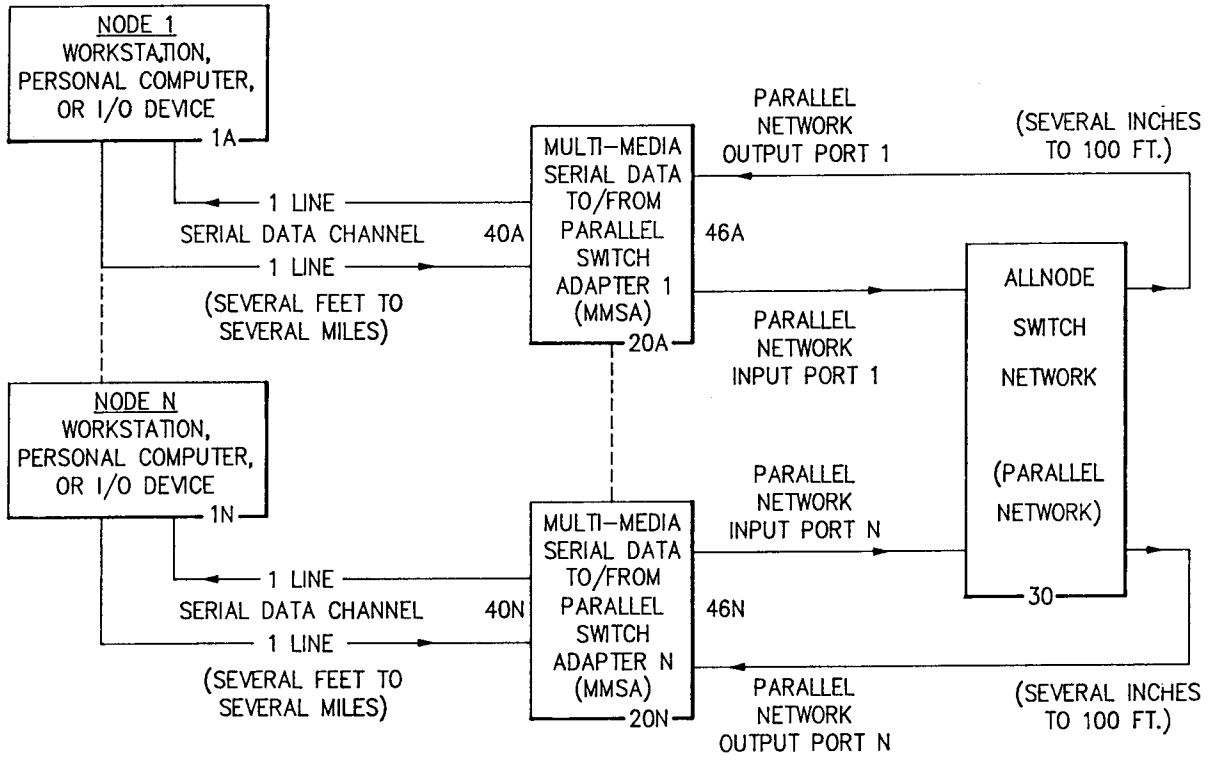 NODE 1
WORKSTATION,
PERSONAL COMPUTER,
OR I/O DEVICE
1A
1 LINE
SERIAL DATA CHANNEL
1 LINE
(SEVERAL FEET TO
SEVERAL MILES)
40A
MULTI-MEDIA
SERIAL DATA
TO/FROM
PARALLEL
SWITCH
ADAPTER 1
(MMSA)
20A
46A
PARALLEL
NETWORK
OUTPUT PORT 1
(SEVERAL INCHES
TO 100 FT.)
PARALLEL
NETWORK
INPUT PORT 1
ALLNODE
SWITCH
NETWORK
(PARALLEL
NETWORK)
30
NODE N
WORKSTATION,
PERSONAL COMPUTER,
OR I/O DEVICE
1N
1 LINE
SERIAL DATA CHANNEL
1 LINE
(SEVERAL FEET TO
SEVERAL MILES)
40N
MULTI-MEDIA
SERIAL DATA
TO/FROM
PARALLEL
SWITCH
ADAPTER N
(MMSA)
20N
46N
PARALLEL
NETWORK
INPUT PORT N
PARALLEL
NETWORK
OUTPUT PORT N
(SEVERAL INCHES
TO 100 FT.)